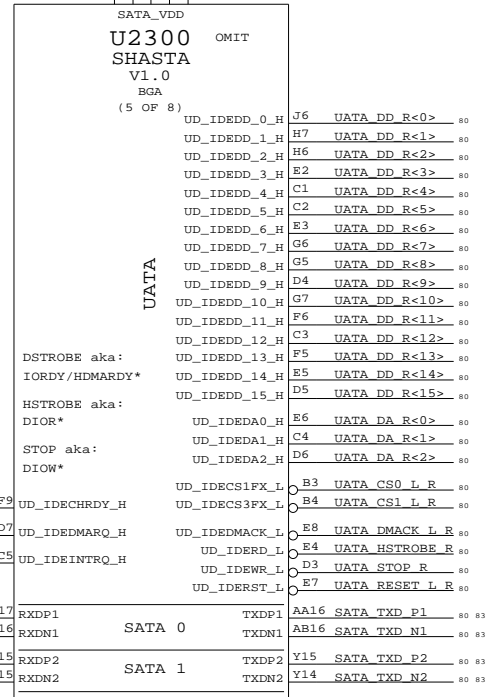 SATA_VDD
U2300 OMIT
SHASTA
V1.0
BGA
(5 OF 8)
UD_IDEDD_0_H J6 UATA_DD_R<0> 80
UD_IDEDD_1_H H7 UATA_DD_R<1> 80
UD_IDEDD_2_H H6 UATA_DD_R<2> 80
UD_IDEDD_3_H E2 UATA_DD_R<3> 80
UD_IDEDD_4_H C1 UATA_DD_R<4> 80
UD_IDEDD_5_H C2 UATA_DD_R<5> 80
UD_IDEDD_6_H E3 UATA_DD_R<6> 80
UD_IDEDD_7_H G6 UATA_DD_R<7> 80
UD_IDEDD_8_H G5 UATA_DD_R<8> 80
UD_IDEDD_9_H D4 UATA_DD_R<9> 80
UD_IDEDD_10_H G7 UATA_DD_R<10> 80
UD_IDEDD_11_H F6 UATA_DD_R<11> 80
UD_IDEDD_12_H C3 UATA_DD_R<12> 80
UD_IDEDD_13_H F5 UATA_DD_R<13> 80
UD_IDEDD_14_H E5 UATA_DD_R<14> 80
UD_IDEDD_15_H D5 UATA_DD_R<15> 80
UATA
DSTROBE aka:
IORDY/HDMARDY*
HSTROBE aka:
DIOR*
STOP aka:
DIOW*
UD_IDEDA0_H E6 UATA_DA_R<0> 80
UD_IDEDA1_H C4 UATA_DA_R<1> 80
UD_IDEDA2_H D6 UATA_DA_R<2> 80
UD_IDECS1FX_L B3 UATA_CS0_L_R 80
F9 UD_IDECHRDY_H UD_IDECS3FX_L B4 UATA_CS1_L_R 80
D7 UD_IDEDMARQ_H UD_IDEDMACK_L E8 UATA_DMACK_L_R 80
UD_IDERD_L E4 UATA_HSTROBE_R 80
C5 UD_IDEINTRQ_H UD_IDEWR_L D3 UATA_STOP_R 80
UD_IDERST_L E7 UATA_RESET_L_R 80
17 RXDP1 SATA 0 TXDP1 AA16 SATA_TXD_P1 80 83
16 RXDN1 TXDN1 AB16 SATA_TXD_N1 80 83
15 RXDP2 SATA 1 TXDP2 Y15 SATA_TXD_P2 80 83
15 RXDN2 TXDN2 Y14 SATA_TXD_N2 80 83